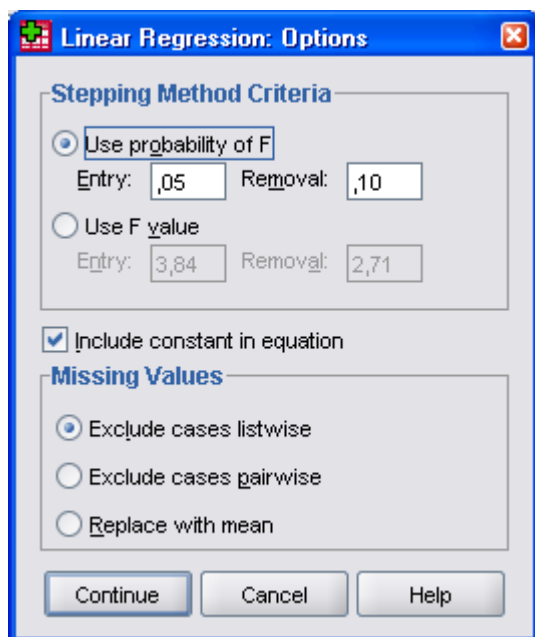 Linear Regression: Options
Stepping Method Criteria
Use probability of F
Entry: ,05 Removal: ,10
Use F value
Entry: 3,84 Removal: 2,71
Include constant in equation
Missing Values
Exclude cases listwise
Exclude cases pairwise
Replace with mean
Continue Cancel Help